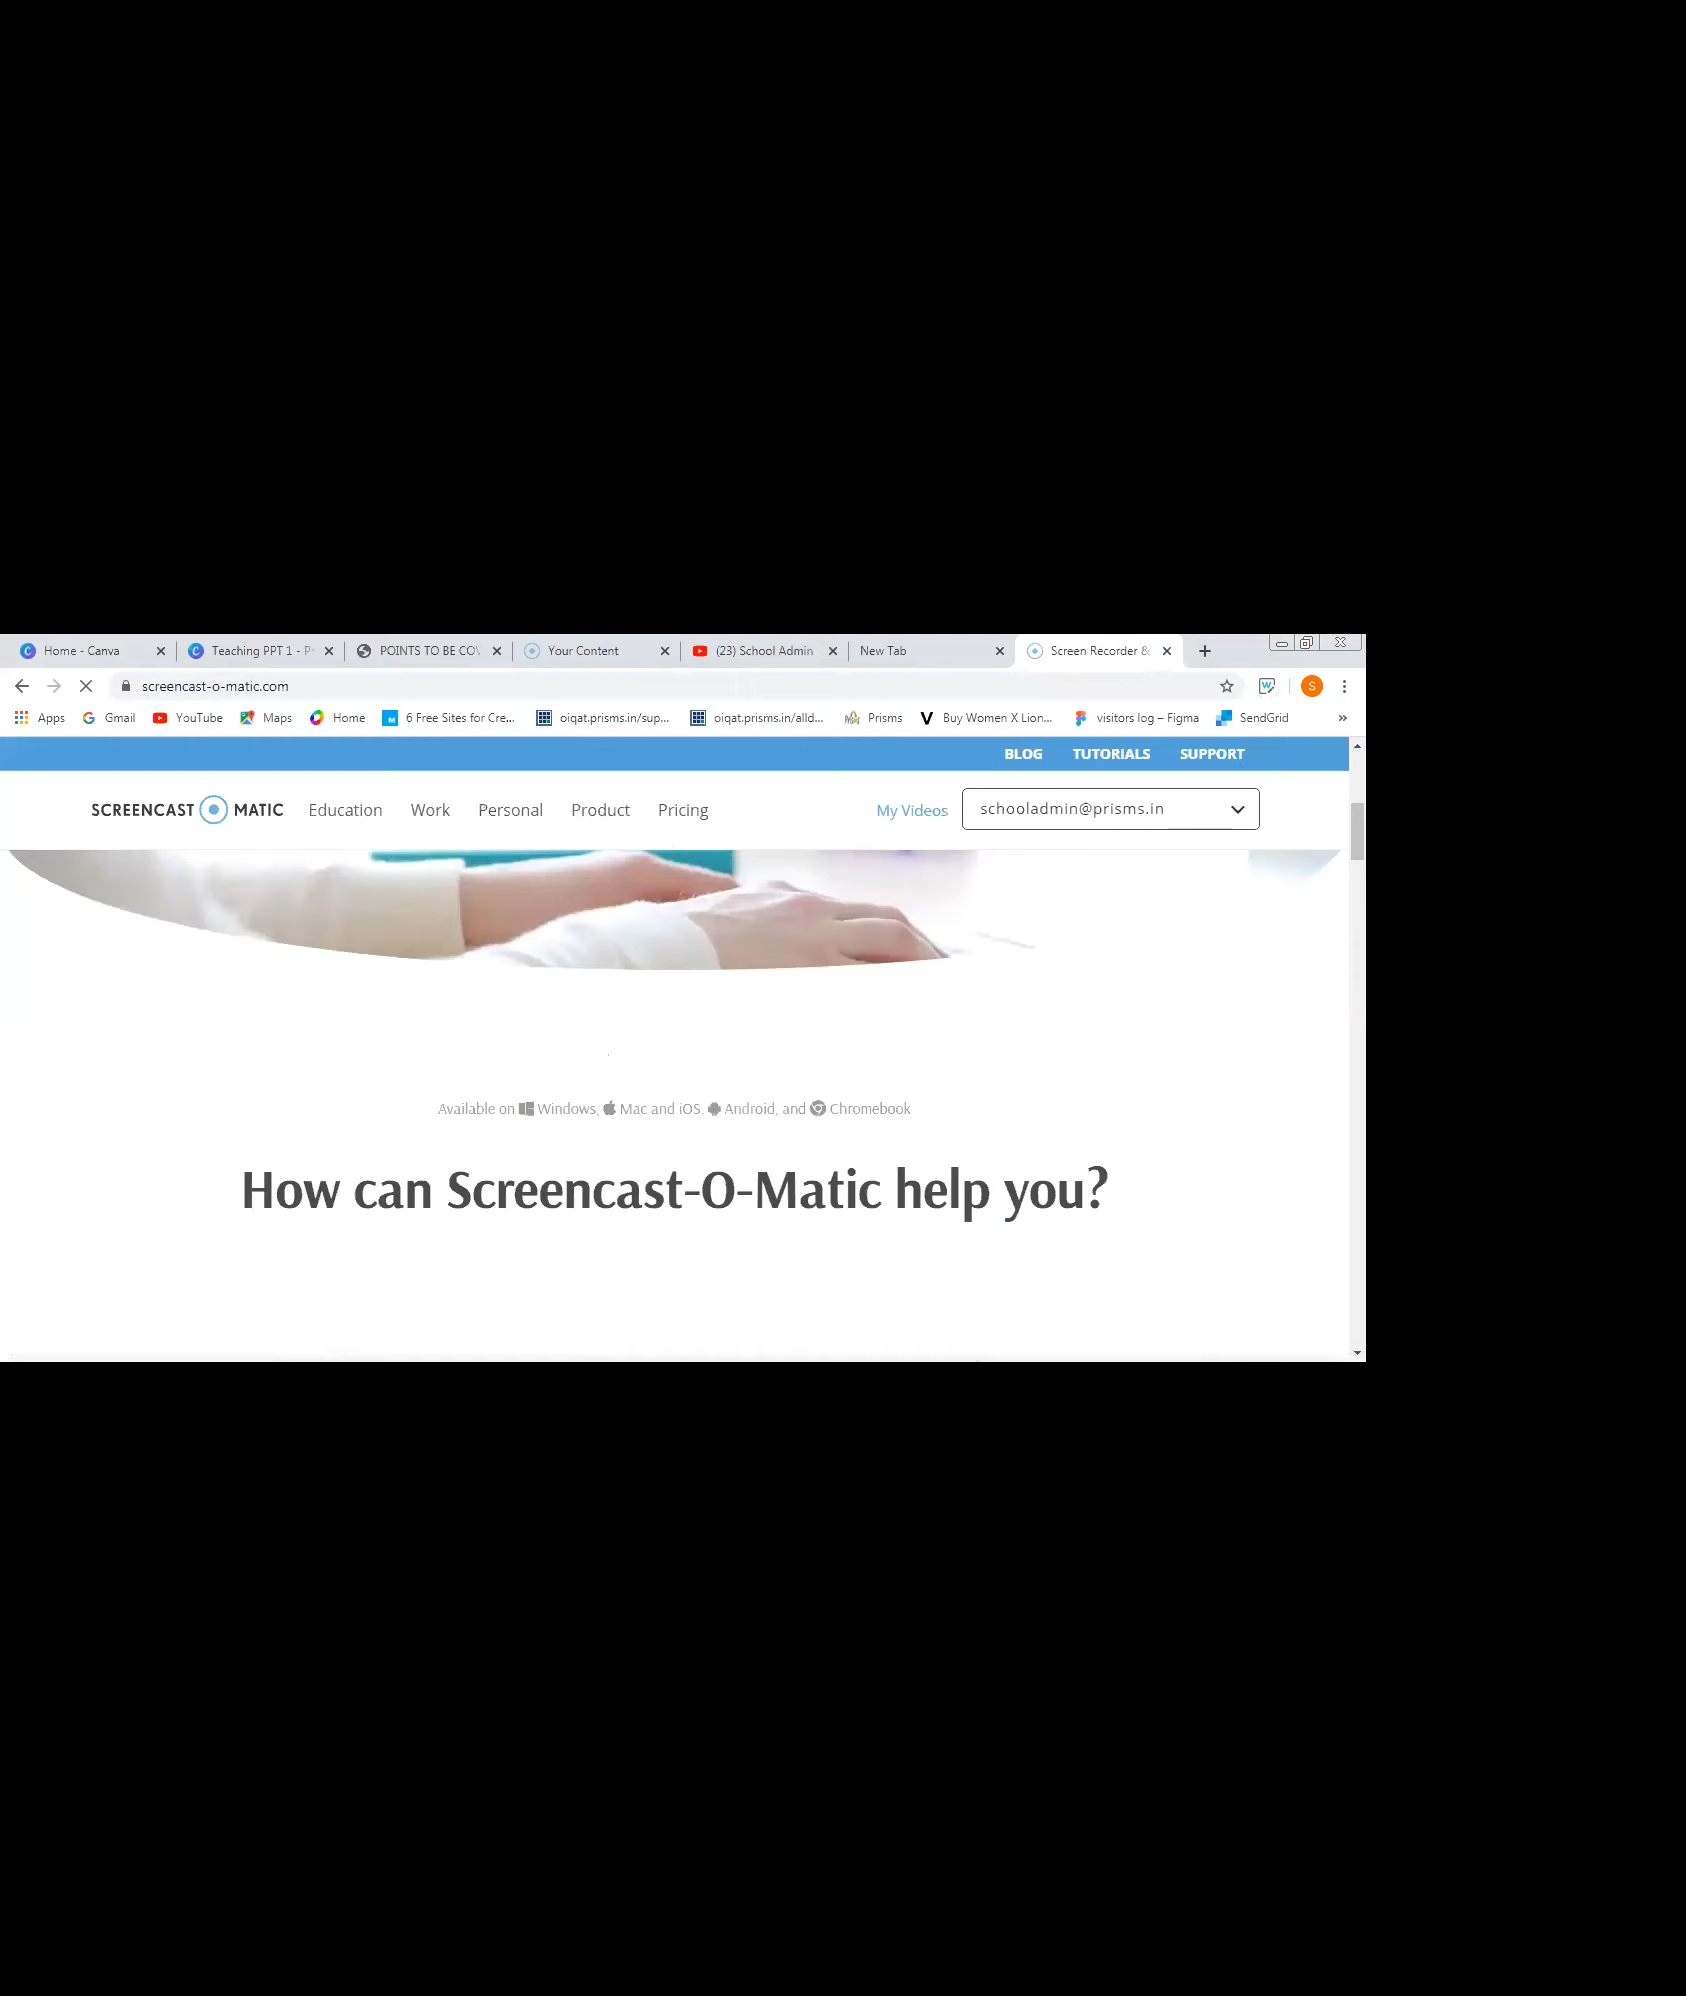 Home - Canva Teaching PPT 1 - P POINTS TO BE CO Your Content (23) School Admin New Tab Screen Recorder &
screencast-o-matic.com S
Apps Gmail YouTube Maps Home 6 Free Sites for Cre... oiqat.prisms.in/sup... oiqat.prisms.in/alld... Prisms Buy Women X Lion... visitors log – Figma SendGrid »
BLOG TUTORIALS SUPPORT
SCREENCAST MATIC Education Work Personal Product Pricing My Videos schooladmin@prisms.in
Available on Windows, Mac and iOS, Android, and Chromebook
How can Screencast-O-Matic help you?